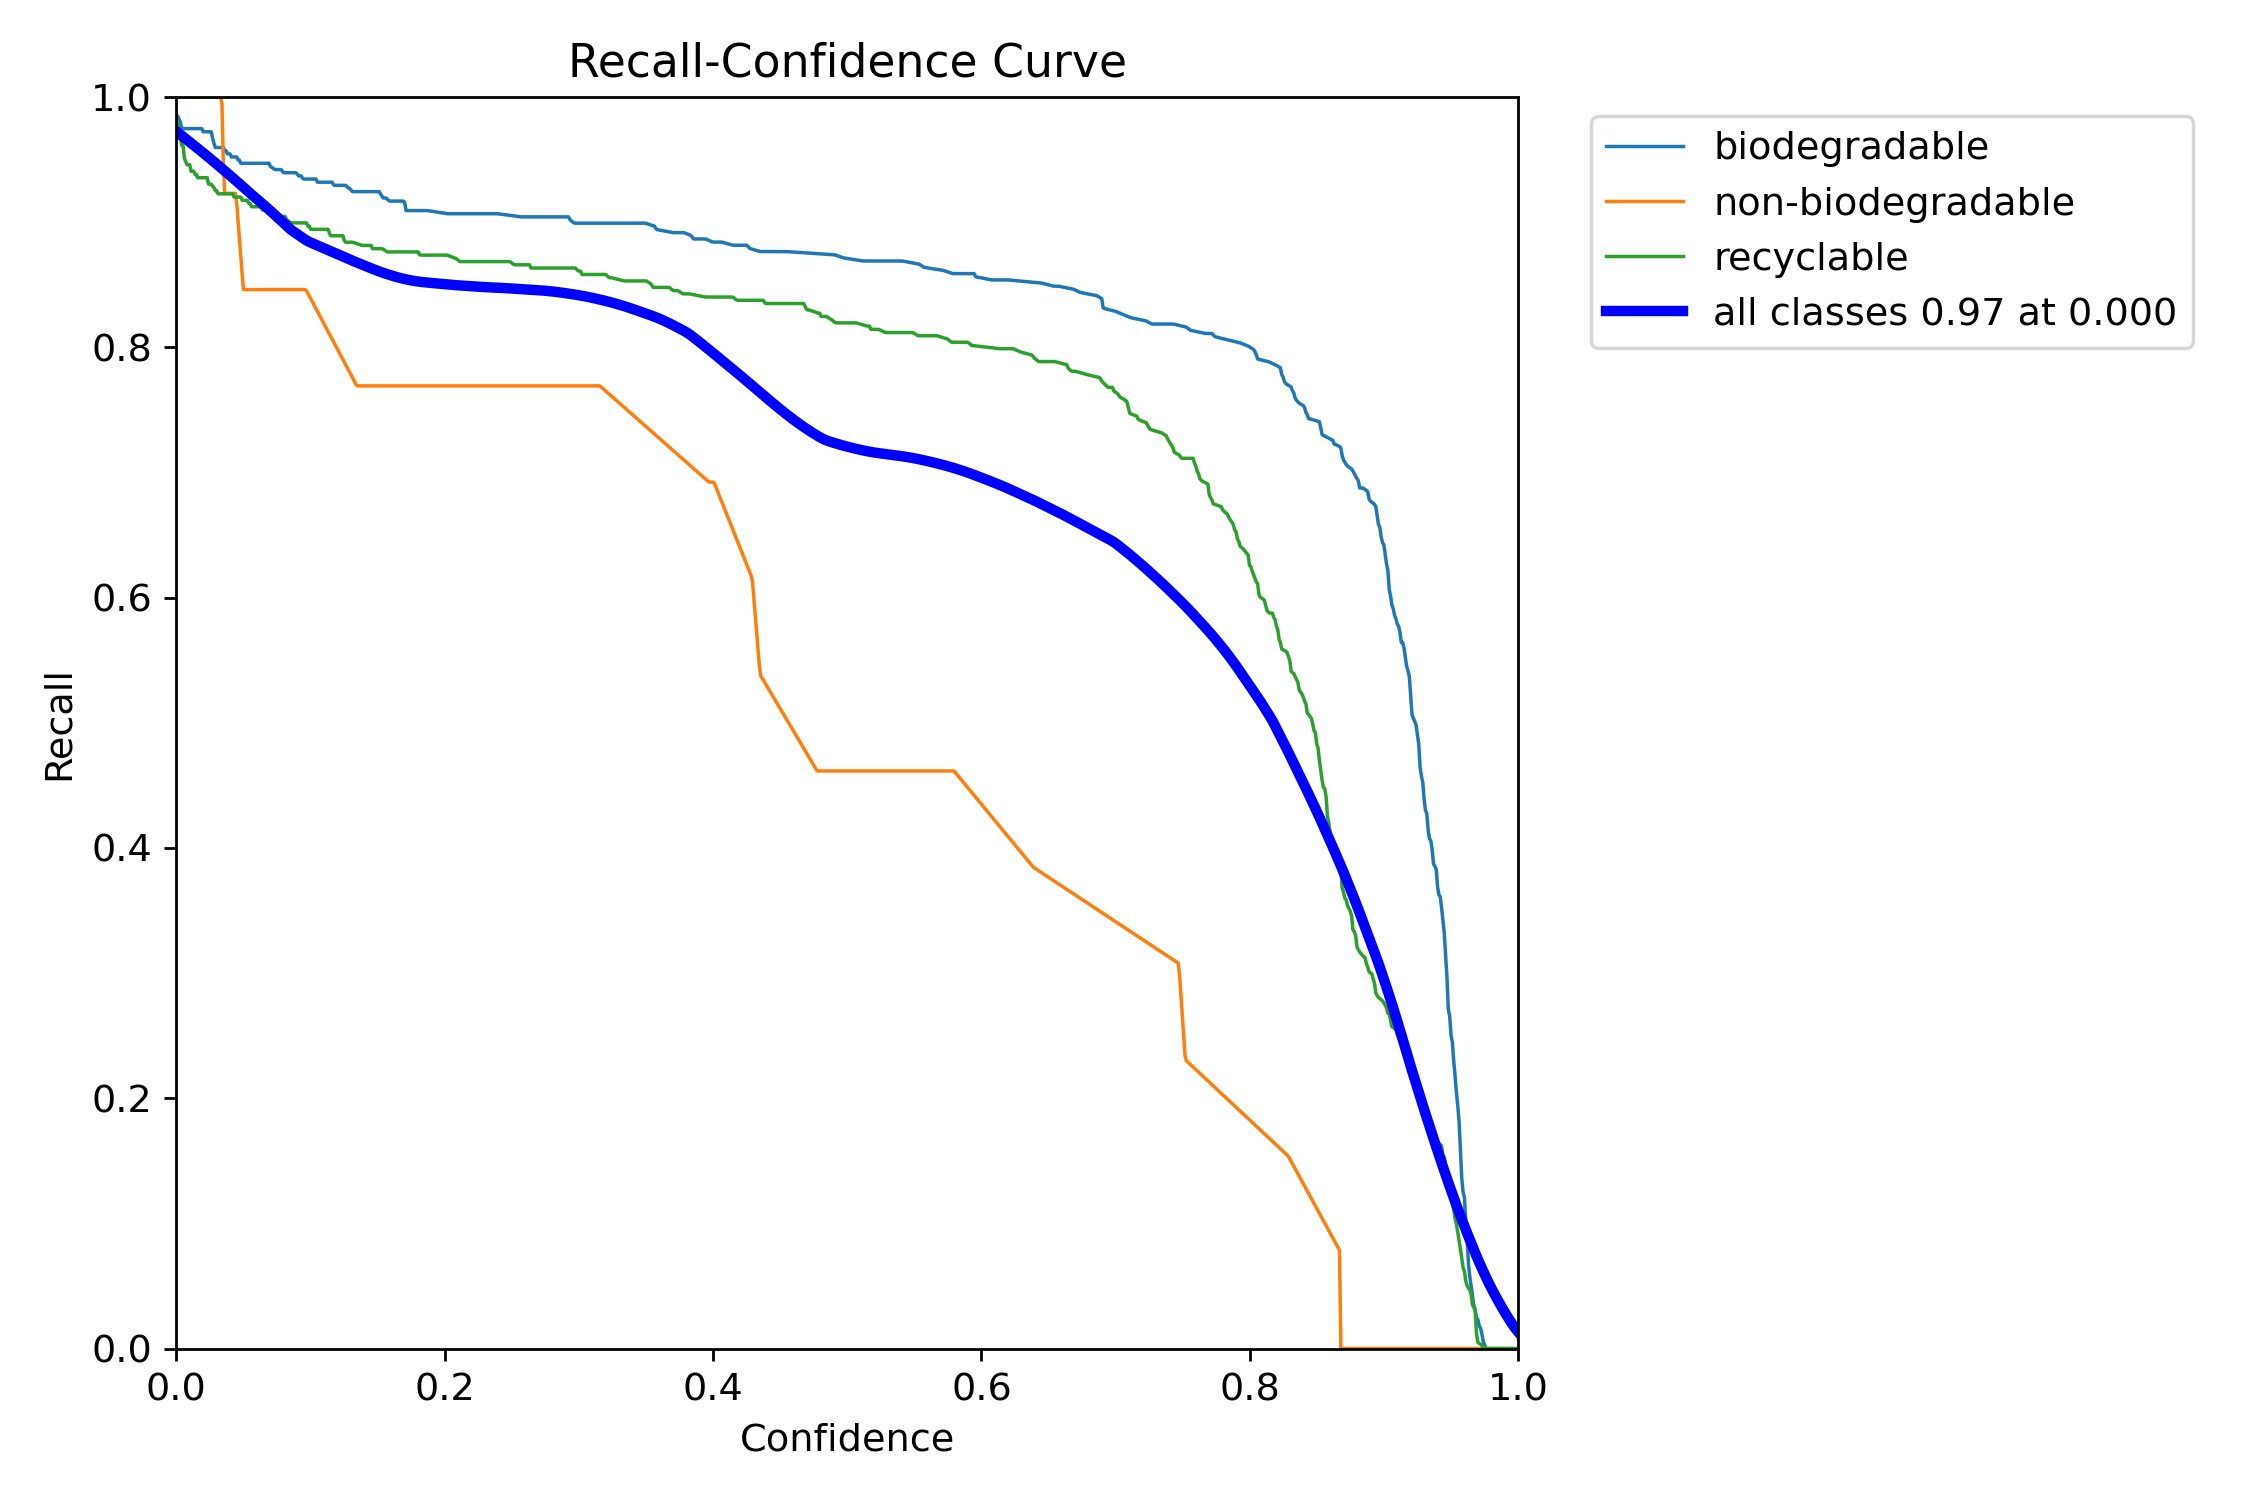 Recall-Confidence Curve
1.0
0.8
0.6
0.4
0.2
0.0
Recall
0.0 0.2 0.4 0.6 0.8 1.0
Confidence
biodegradable
non-biodegradable
recyclable
all classes 0.97 at 0.000